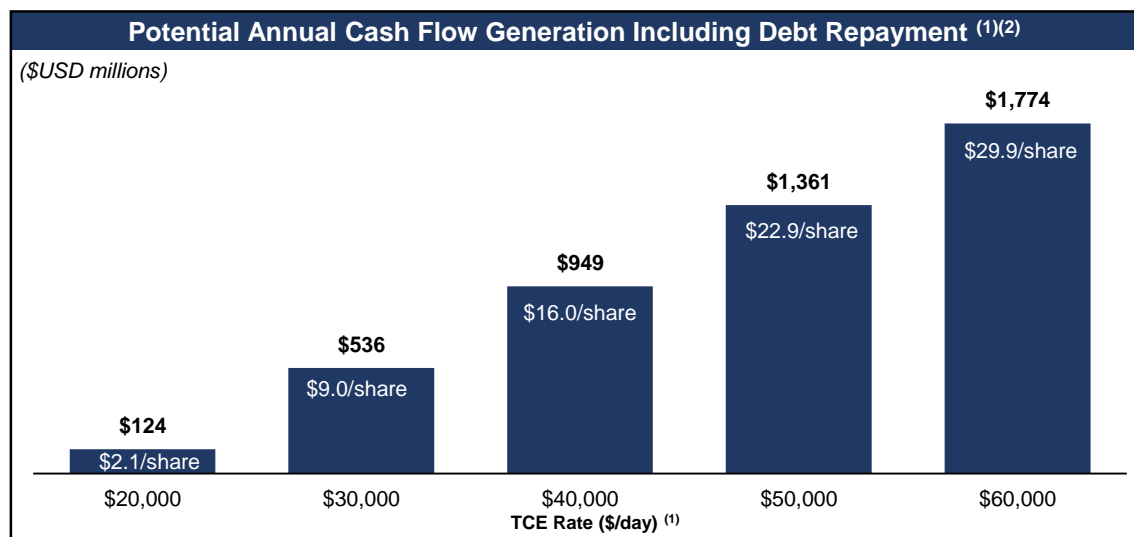 Potential Annual Cash Flow Generation Including Debt Repayment (1)(2)
($USD millions)
$1,774
$29.9/share
$1,361
$22.9/share
$949
$16.0/share
$536
$9.0/share
$124
$2.1/share
$20,000 $30,000 $40,000 $50,000 $60,000
TCE Rate ($/day) (1)